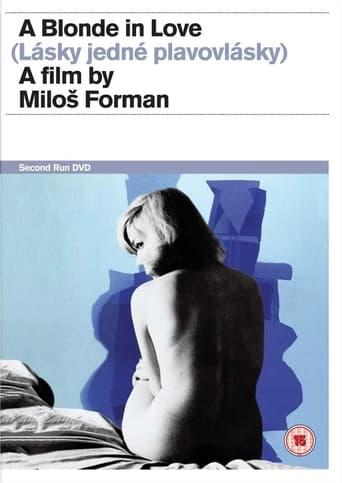 A Blonde in Love
(Lásky jedné plavovlásky)
A film by
Miloš Forman
Second Run DVD
15